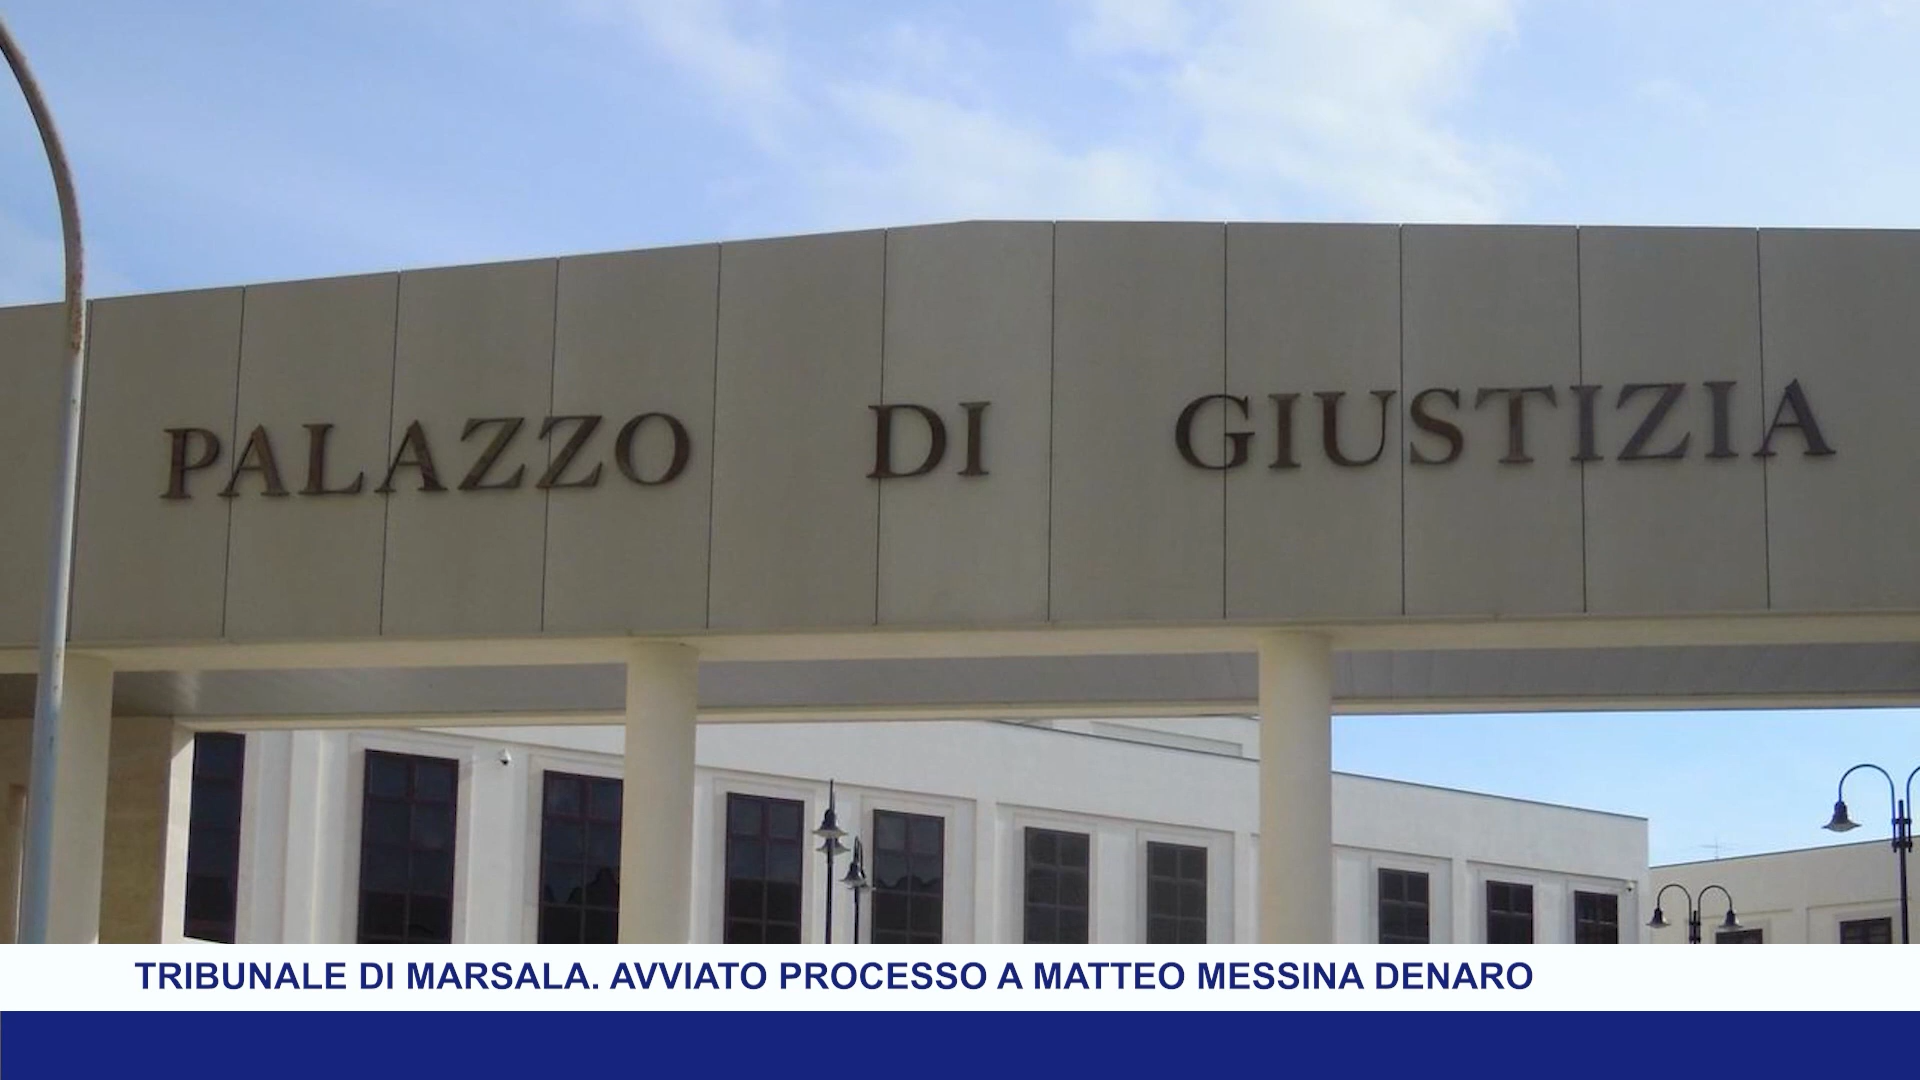 PALAZZO DI GIUSTIZIA
TRIBUNALE DI MARSALA. AVVIATO PROCESSO A MATTEO MESSINA DENARO